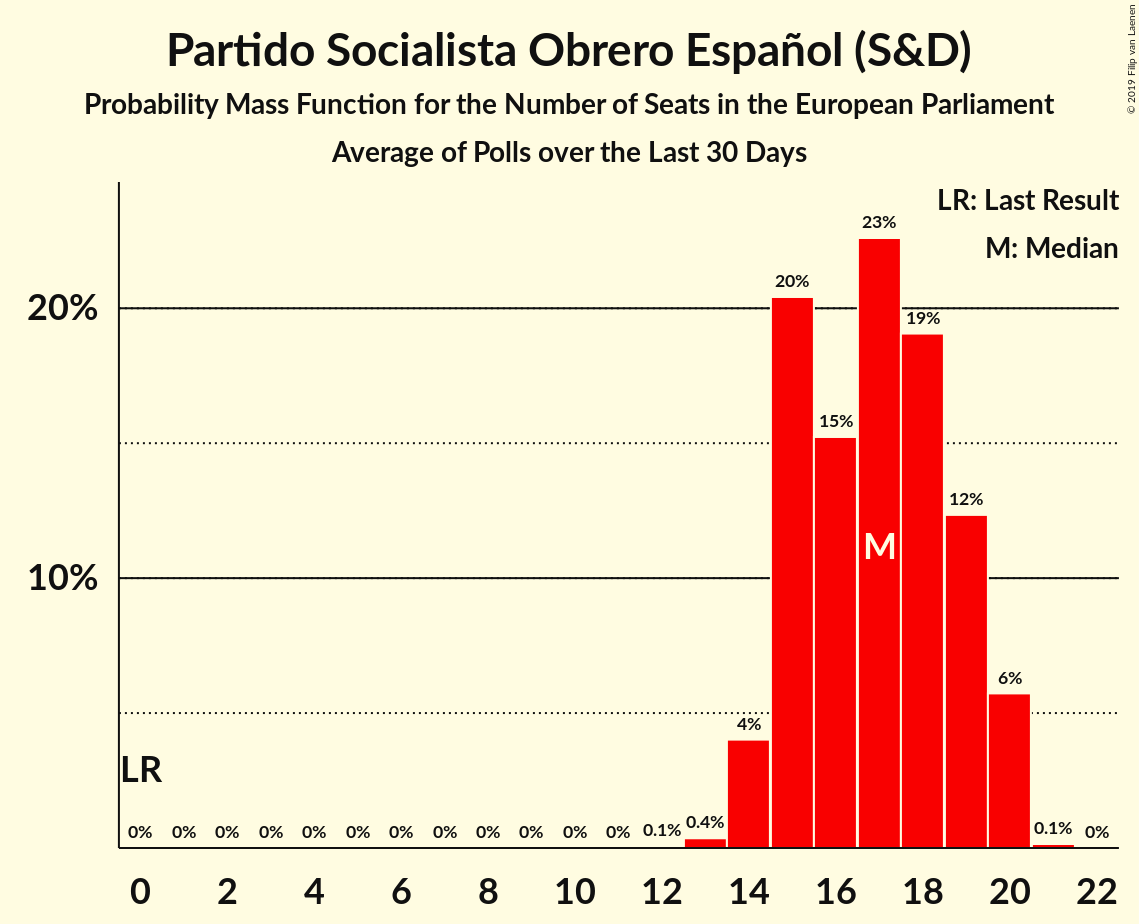 Partido Socialista Obrero Español (S&D)
Probability Mass Function for the Number of Seats in the European Parliament
Average of Polls over the Last 30 Days
© 2019 Filip van Laenen
LR: Last Result
M: Median
23%
20%
19%
15%
12%
6%
4%
20%
10%
M
LR
0% 0% 0% 0% 0% 0% 0% 0% 0% 0% 0% 0% 0.1% 0.4% 0.1% 0%
0 2 4 6 8 10 12 14 16 18 20 22